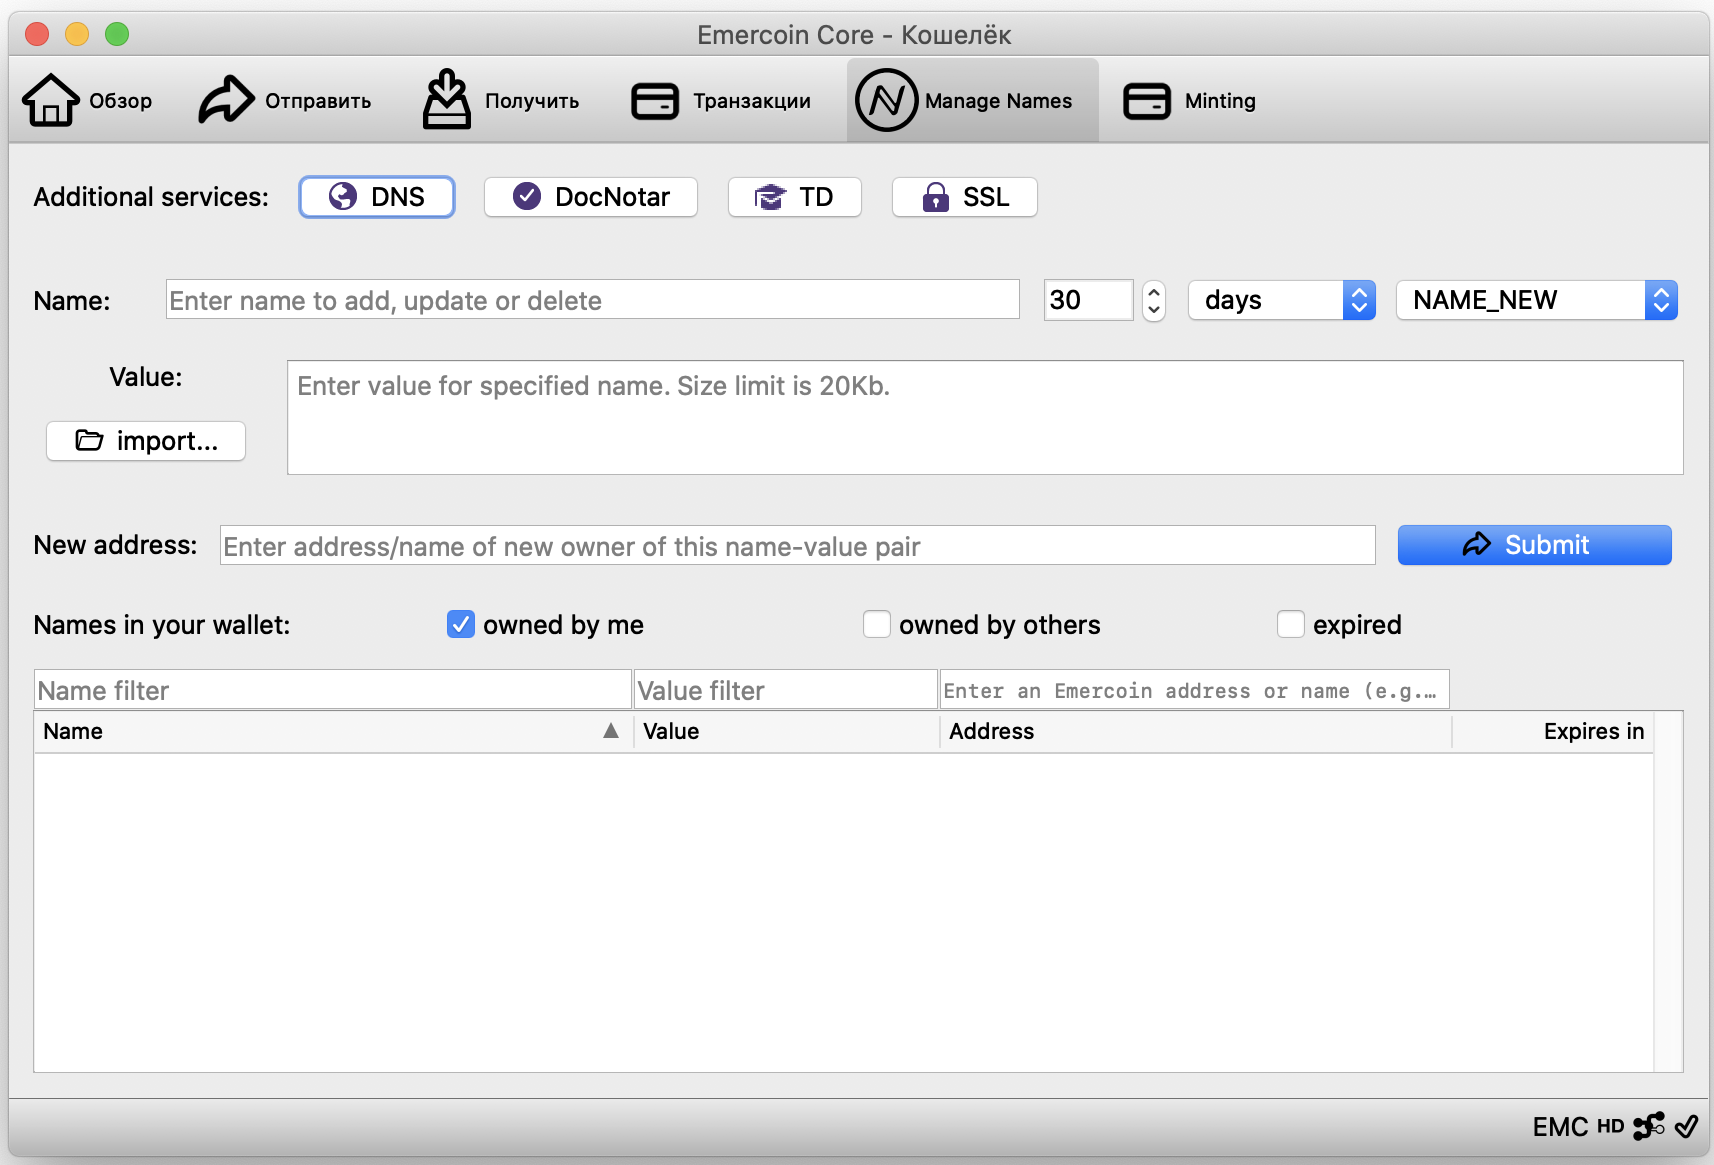 Emercoin Core - Кошелёк
Обзор Отправить Получить Транзакции Manage Names Minting
Additional services: DNS DocNotar TD SSL
Name: Enter name to add, update or delete 30 days NAME_NEW
Value: Enter value for specified name. Size limit is 20Kb.
import...
New address: Enter address/name of new owner of this name-value pair Submit
Names in your wallet: owned by me owned by others expired
Name filter Value filter Enter an Emercoin address or name (e.g.…
Name Value Address Expires in
EMC HD